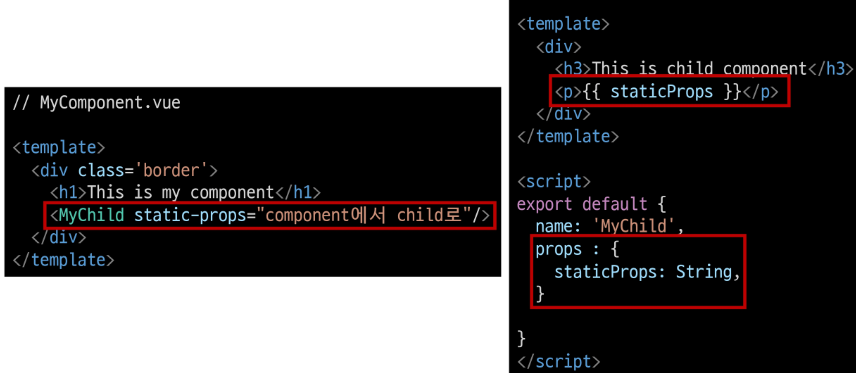 // MyComponent.vue
<template>
<div class='border'>
<h1>This is my component</h1>
<MyChild static-props="component에서 child로"/>
</div>
</template>
<template>
<div>
<h3>This is child component</h3>
<p>{{ staticProps }}</p>
</div>
</template>
<script>
export default {
name: 'MyChild',
props : {
staticProps: String,
}
}
</script>